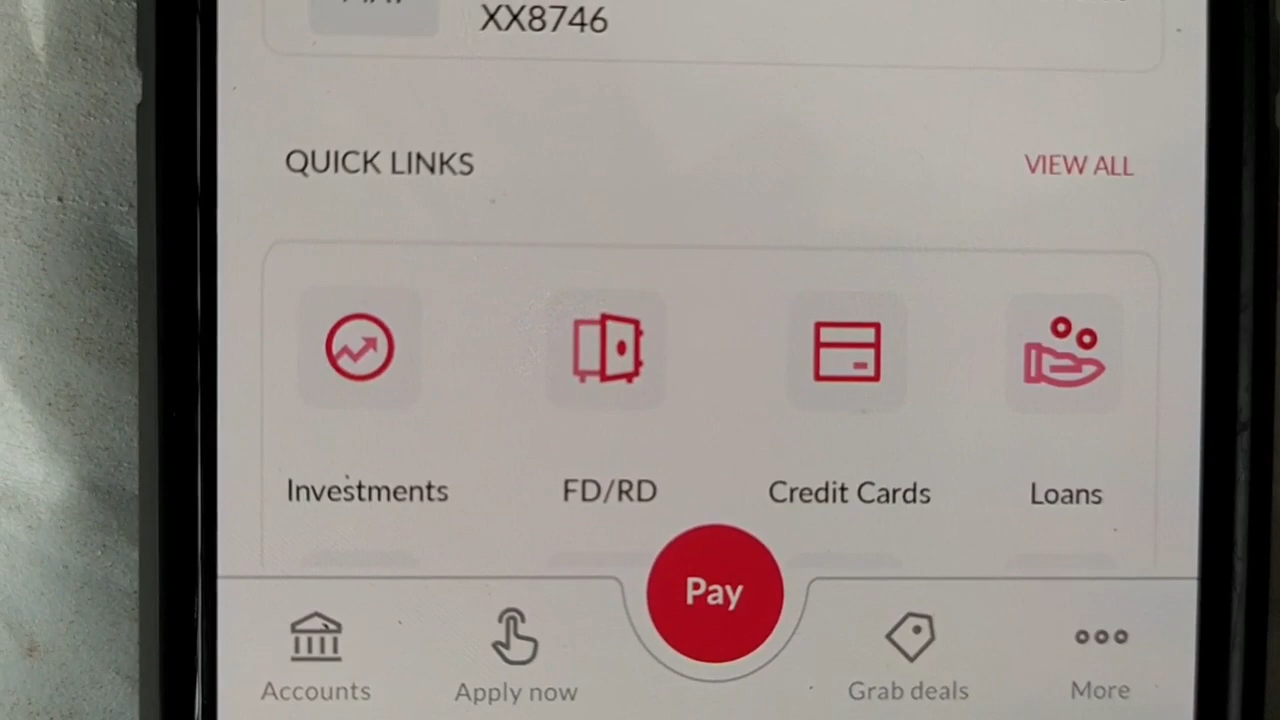 XX8746
QUICK LINKS
VIEW ALL
Investments
FD/RD
Credit Cards
Loans
Pay
Accounts
Apply now
Grab deals
More